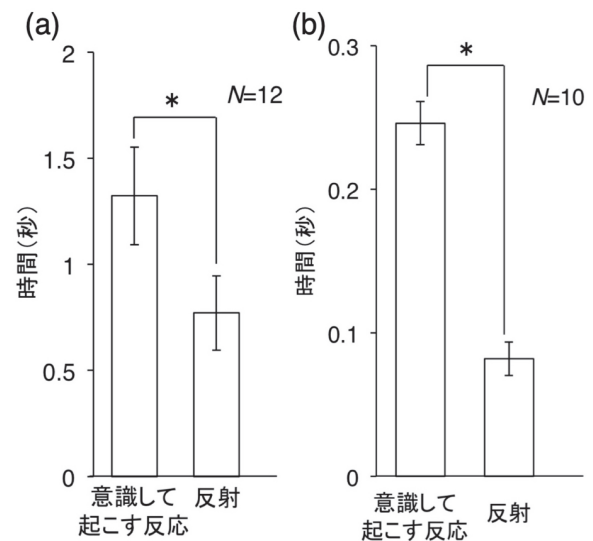 (a)
2
1.5
1
0.5
0
時間(秒)
*
N=12
意識して
起こす反応
反射
(b)
0.3
0.2
0.1
0
時間(秒)
*
N=10
意識して
起こす反応
反射